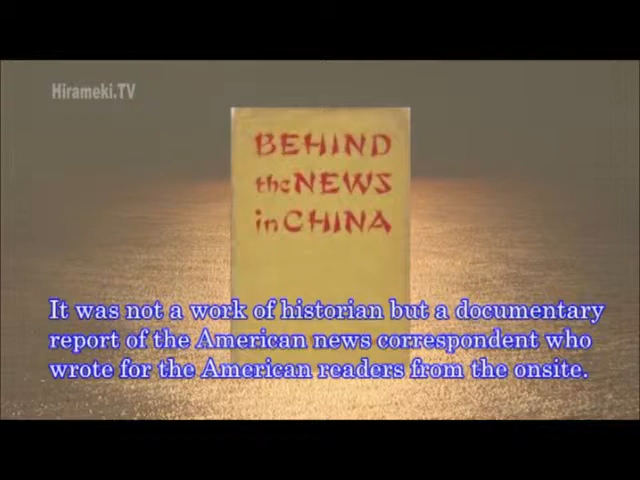 Hirameki.TV
BEHIND
the NEWS
in CHINA
It was not a work of historian but a documentary
report of the American news correspondent who
wrote for the American readers from the onsite.